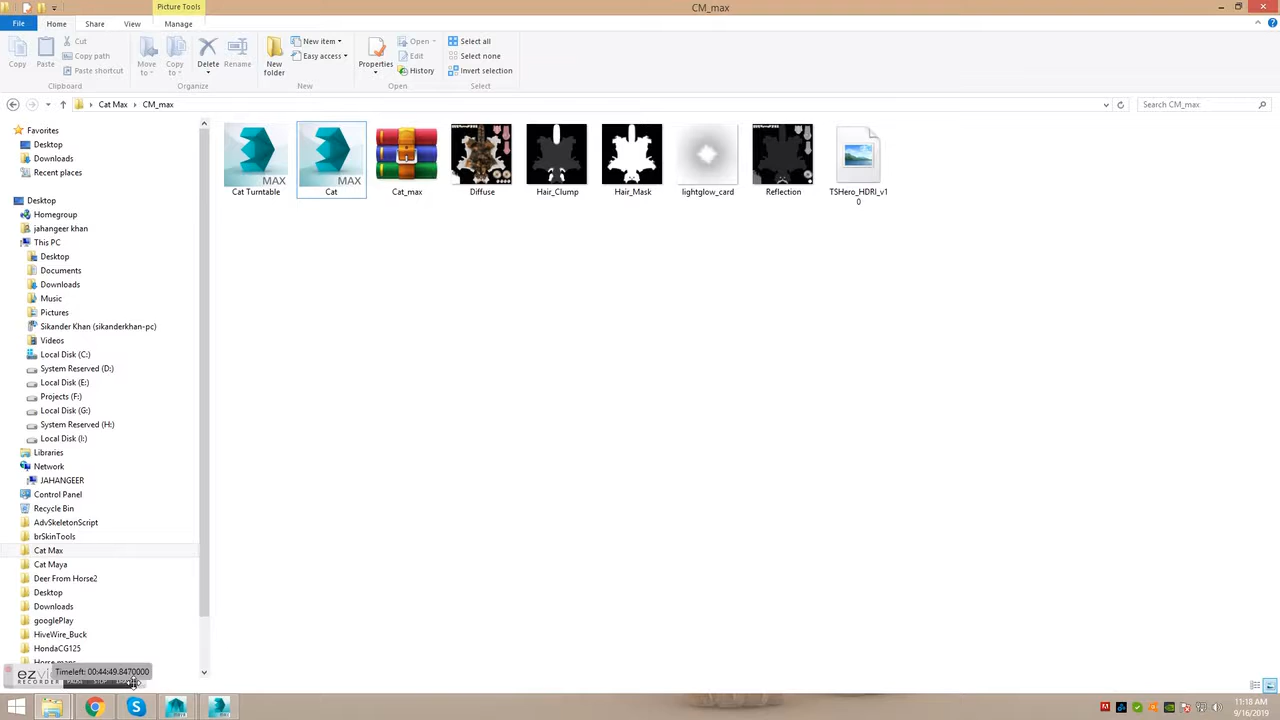 Picture Tools
CM_max
File
Home
Share
View
Manage
Copy
Paste
Cut
Copy path
Paste shortcut
Move to
Copy to
Delete
Rename
New folder
New item
Easy access
Properties
Open
Edit
History
Select all
Select none
Invert selection
Clipboard
Organize
New
Open
Select
Cat Max
CM_max
Search CM_max
Favorites
Desktop
Downloads
Recent places
Desktop
Homegroup
jahangeer khan
This PC
Desktop
Documents
Downloads
Music
Pictures
Sikander Khan (sikanderkhan-pc)
Videos
Local Disk (C:)
System Reserved (D:)
Local Disk (E:)
Projects (F:)
Local Disk (G:)
System Reserved (H:)
Local Disk (I:)
Libraries
Network
JAHANGEER
Control Panel
Recycle Bin
AdvSkeletonScript
brSkinTools
Cat Max
Cat Maya
Deer From Horse2
Desktop
Downloads
googlePlay
HiveWire_Buck
HondaCG125
Horse maps
MAX
MAX
Cat Turntable
Cat
Cat_max
Diffuse
Hair_Clump
Hair_Mask
lightglow_card
Reflection
TSHero_HDRI_v1
0
Timeleft: 00:44:49.8470000
RECORDER
11:18 AM
9/16/2019